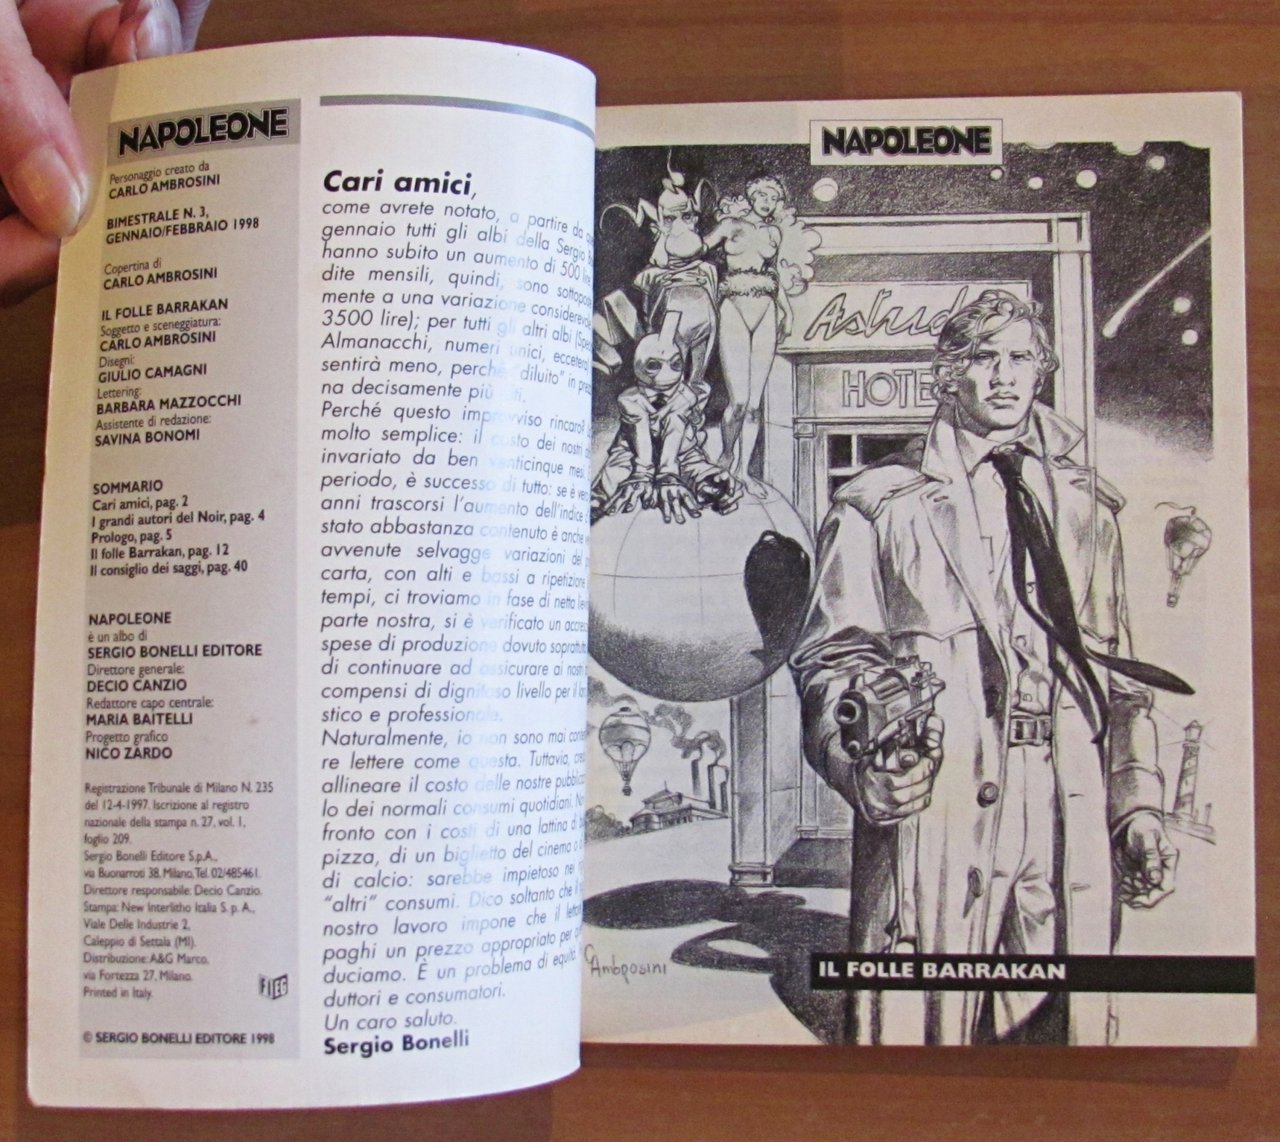 NAPOLEONE
Personaggio creato da
CARLO AMBROSINI
BIMESTRALE N. 3,
GENNAIO/FEBBRAIO 1998
Copertina di
CARLO AMBROSINI
IL FOLLE BARRAKAN
Soggetto e sceneggiatura:
CARLO AMBROSINI
Disegni:
GIULIO CAMAGNI
Lettering:
BARBARA MAZZOCCHI
Assistente di redazione:
SAVINA BONOMI
SOMMARIO
Cari amici, pag. 2
I grandi autori del Noir, pag. 4
Prologo, pag. 5
Il folle Barrakan, pag. 12
Il consiglio dei saggi, pag. 40
NAPOLEONE
è un albo di
SERGIO BONELLI EDITORE
Direttore generale:
DECIO CANZIO
Redattore capo centrale:
MARIA BAITELLI
Progetto grafico
NICO ZARDO
Registrazione Tribunale di Milano N. 235
del 12-4-1997. Iscrizione al registro
nazionale della stampa n. 27, vol. 1,
foglio 209.
Sergio Bonelli Editore S.p.A.,
via Buonarroti 38, Milano, Tel. 02/485461.
Direttore responsabile: Decio Canzio.
Stampa: New Interlitho Italia S. p. A.,
Viale Delle Industrie 2,
Caleppio di Settala (MI).
Distribuzione: A&G Marco.
via Fortezza 27, Milano.
Printed in Italy.
FIEG
© SERGIO BONELLI EDITORE 1998
Cari amici,
come avrete notato, a partire da
gennaio tutti gli albi della Sergio
hanno subito un aumento di 500 lire
dite mensili, quindi, sono
mente a una variazione considerevole
3500 lire); per tutti gli altri albi
Almanacchi, numeri unici, eccetera)
sentirà meno, perché "diluito" in
na decisamente più
Perché questo improvviso rincaro?
molto semplice: il costo dei nostri
invariato da ben venticinque mesi.
periodo, è successo di tutto: se è
anni trascorsi l'aumento dell'indice
stato abbastanza contenuto è anche
avvenute selvagge variazioni del
carta, con alti e bassi a ripetizione
tempi, ci troviamo in fase di netta
parte nostra, si è verificato un
spese di produzione dovuto soprattutto
di continuare ad assicurare ai nostri
compensi di dignitoso livello per il
stico e professionale.
Naturalmente, io non sono mai
re lettere come questa. Tuttavia,
allineare il costo delle nostre
lo dei normali consumi quotidiani.
fronto con i costi di una lattina di
pizza, di un biglietto del cinema o
di calcio: sarebbe impietoso nei
"altri" consumi. Dico soltanto che il
nostro lavoro impone che il
paghi un prezzo appropriato per
duciamo. È un problema di equità
duttori e consumatori.
Un caro saluto.
Sergio Bonelli
NAPOLEONE
HOTE
Ambrosini
IL FOLLE BARRAKAN